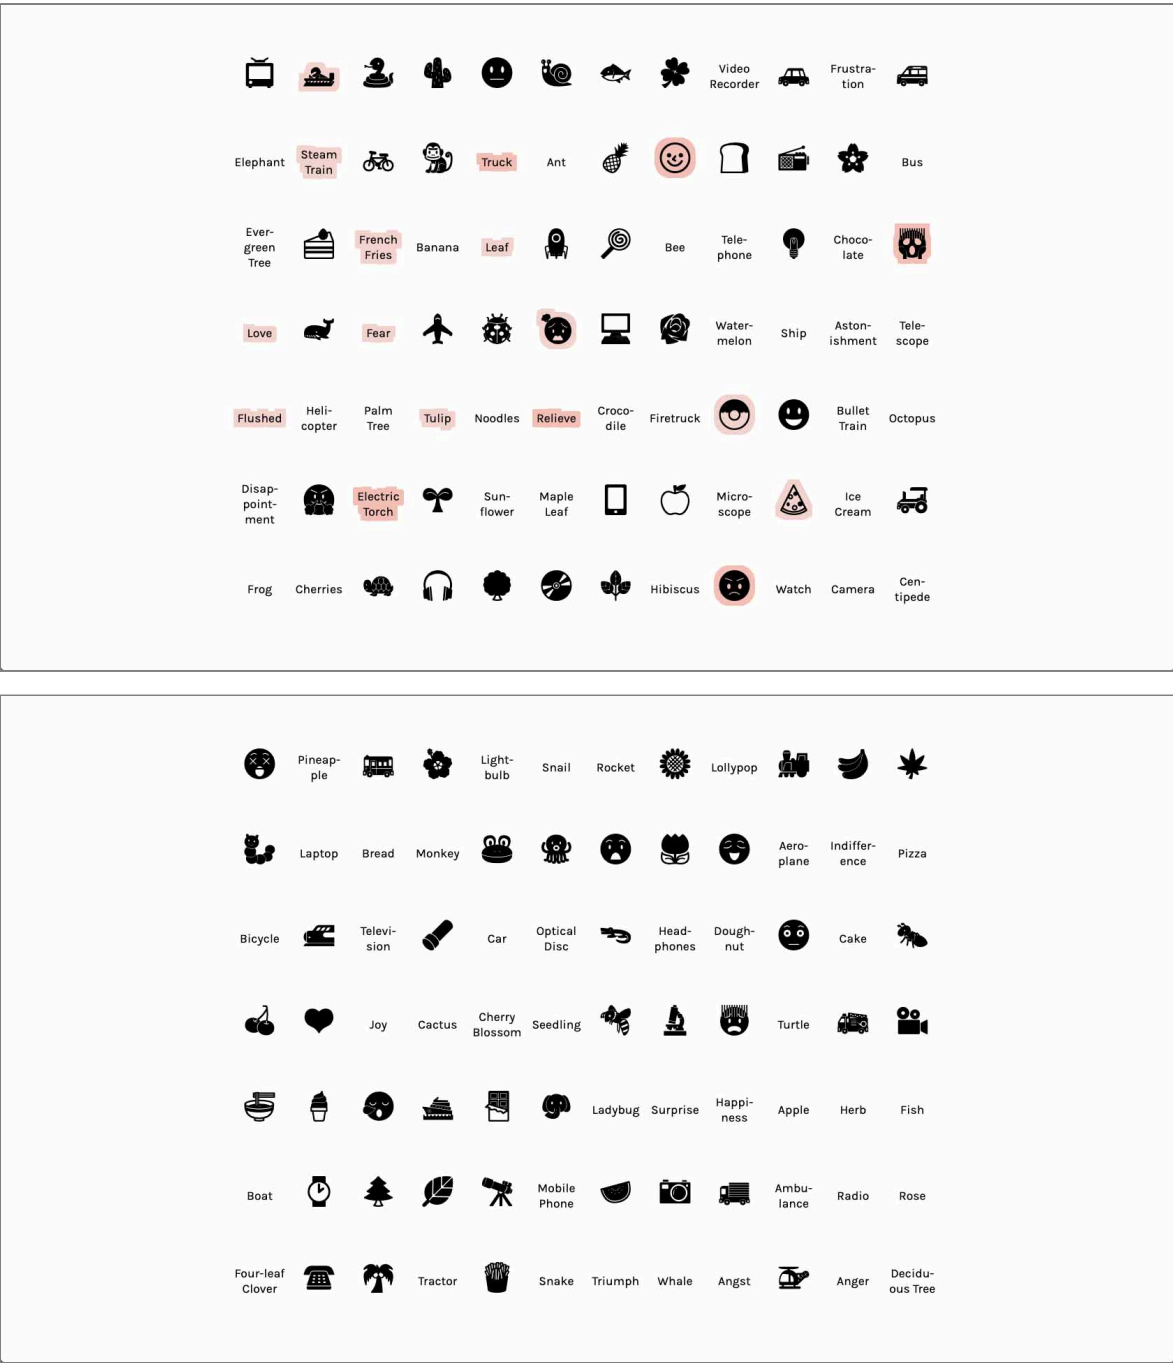 Video Recorder
Frustra-tion
Elephant
Steam Train
Truck
Ant
Bus
Ever-green Tree
French Fries
Banana
Leaf
Bee
Tele-phone
Choco-late
Love
Fear
Water-melon
Ship
Aston-ishment
Tele-scope
Flushed
Heli-copter
Palm Tree
Tulip
Noodles
Relieve
Croco-dile
Firetruck
Bullet Train
Octopus
Disap-point-ment
Electric Torch
Sun-flower
Maple Leaf
Micro-scope
Ice Cream
Frog
Cherries
Hibiscus
Watch
Camera
Cen-tipede
Pineap-ple
Light-bulb
Snail
Rocket
Lollypop
Laptop
Bread
Monkey
Aero-plane
Indiffer-ence
Pizza
Bicycle
Televi-sion
Car
Optical Disc
Head-phones
Dough-nut
Cake
Joy
Cactus
Cherry Blossom
Seedling
Turtle
Ladybug
Surprise
Happi-ness
Apple
Herb
Fish
Boat
Mobile Phone
Ambu-lance
Radio
Rose
Four-leaf Clover
Tractor
Snake
Triumph
Whale
Angst
Anger
Decidu-ous Tree